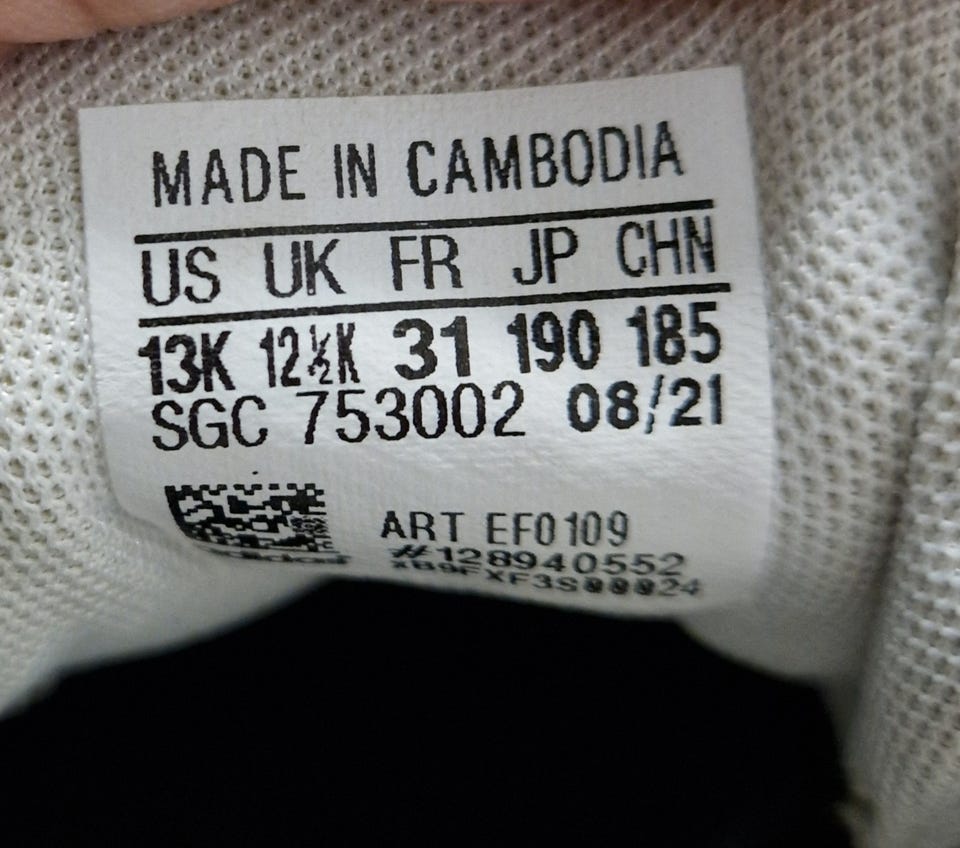 MADE IN CAMBODIA
US UK FR JP CHN
13K 12½K 31 190 185
SGC 753002 08/21
ART EF0109
#128940552